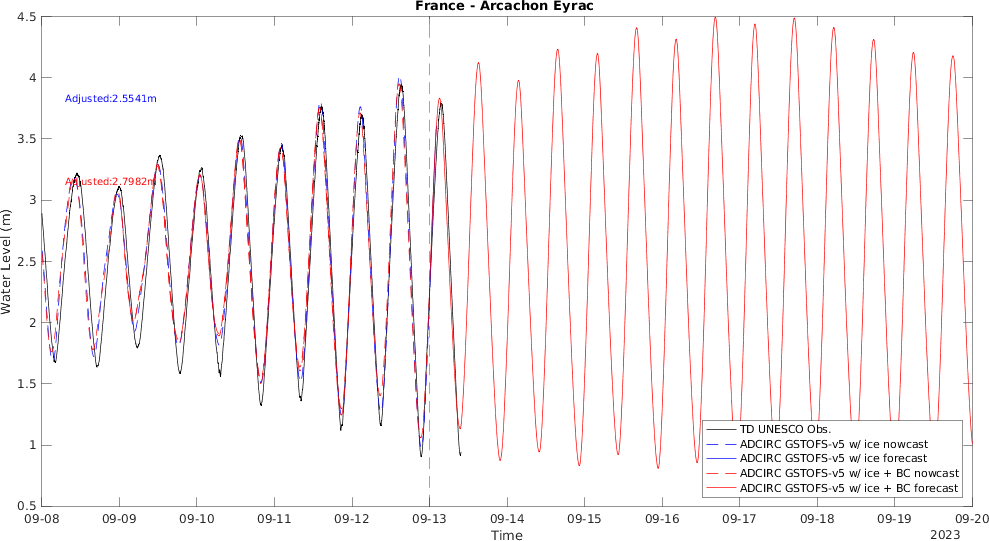 France - Arcachon Eyrac
Water Level (m)
4.5
4
3.5
3
2.5
2
1.5
1
0.5
Adjusted:2.5541m
Adjusted:2.7982m
TD UNESCO Obs.
ADCIRC GSTOFS-v5 w/ ice nowcast
ADCIRC GSTOFS-v5 w/ ice forecast
ADCIRC GSTOFS-v5 w/ ice + BC nowcast
ADCIRC GSTOFS-v5 w/ ice + BC forecast
09-08 09-09 09-10 09-11 09-12 09-13 09-14 09-15 09-16 09-17 09-18 09-19 09-20
Time
2023